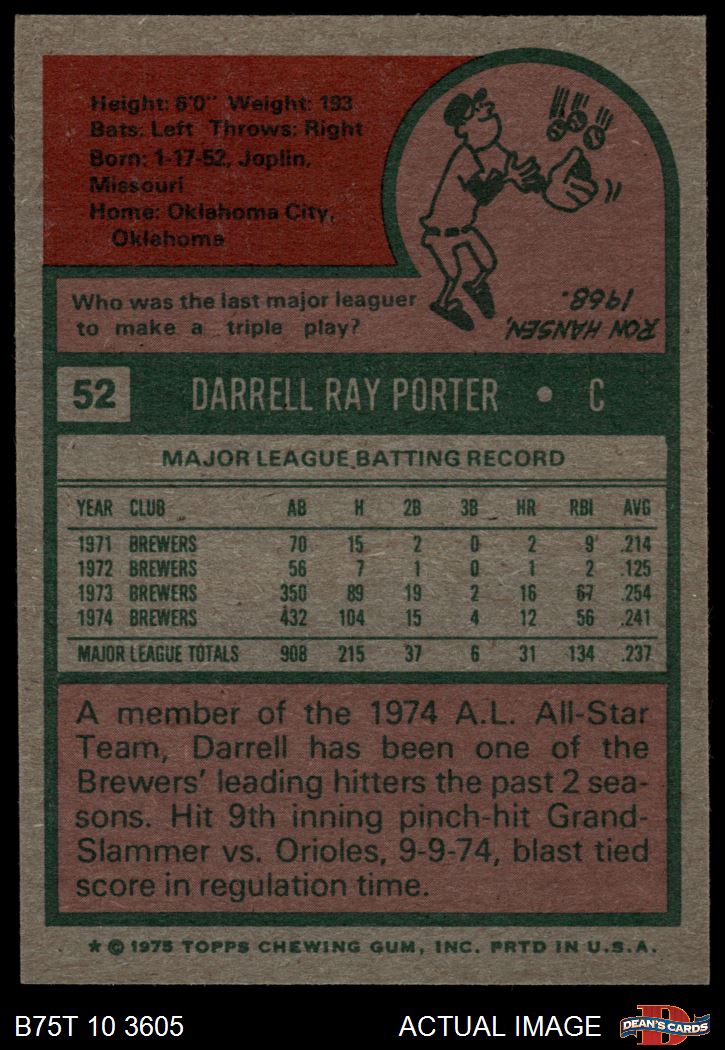 Height: 6'0" Weight: 193
Bats: Left Throws: Right
Born: 1-17-52, Joplin,
Missouri
Home: Oklahoma City,
Oklahoma
Who was the last major leaguer
to make a triple play?
RON HANSEN,
1968.
52 DARRELL RAY PORTER • C
MAJOR LEAGUE BATTING RECORD
YEAR CLUB AB H 2B 3B HR RBI AVG
1971 BREWERS 70 15 2 0 2 9 .214
1972 BREWERS 56 7 1 0 1 2 .125
1973 BREWERS 350 89 19 2 16 67 .254
1974 BREWERS 432 104 15 4 12 56 .241
MAJOR LEAGUE TOTALS 908 215 37 6 31 134 .237
A member of the 1974 A.L. All-Star
Team, Darrell has been one of the
Brewers' leading hitters the past 2 sea-
sons. Hit 9th inning pinch-hit Grand-
Slammer vs. Orioles, 9-9-74, blast tied
score in regulation time.
* © 1975 TOPPS CHEWING GUM, INC. PRTD IN U.S.A.
B75T 10 3605 ACTUAL IMAGE DEAN'S CARDS